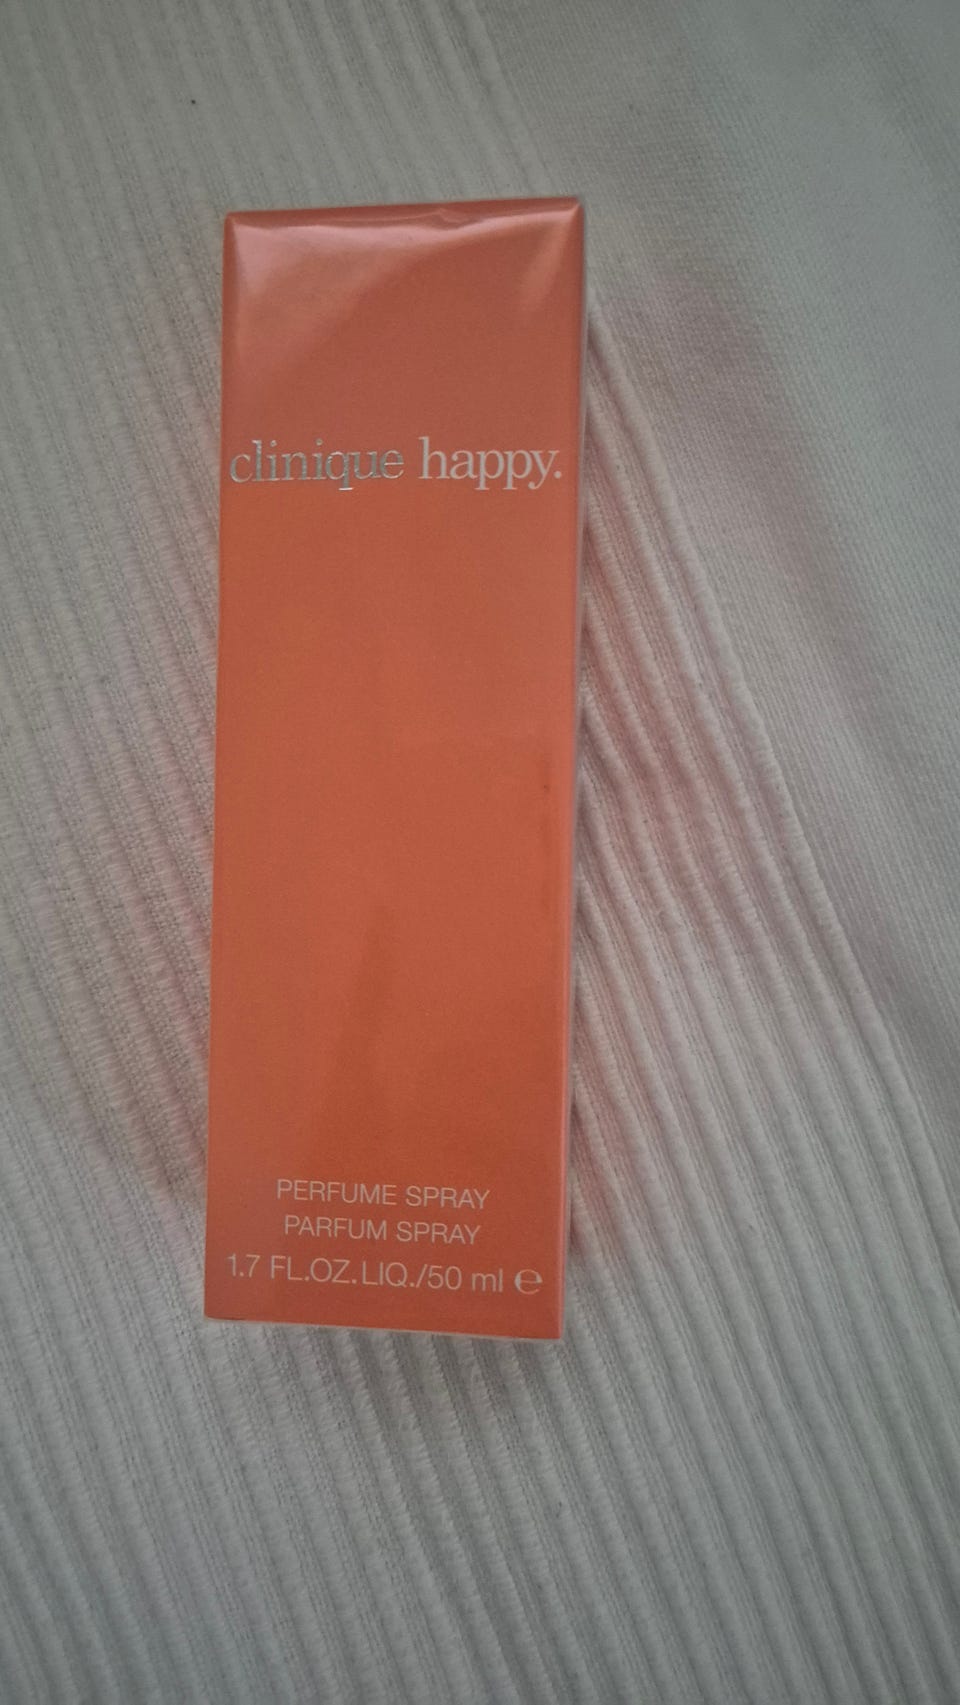 clinique happy.
PERFUME SPRAY
PARFUM SPRAY
1.7 FL.OZ.LIQ./50 ml ℮